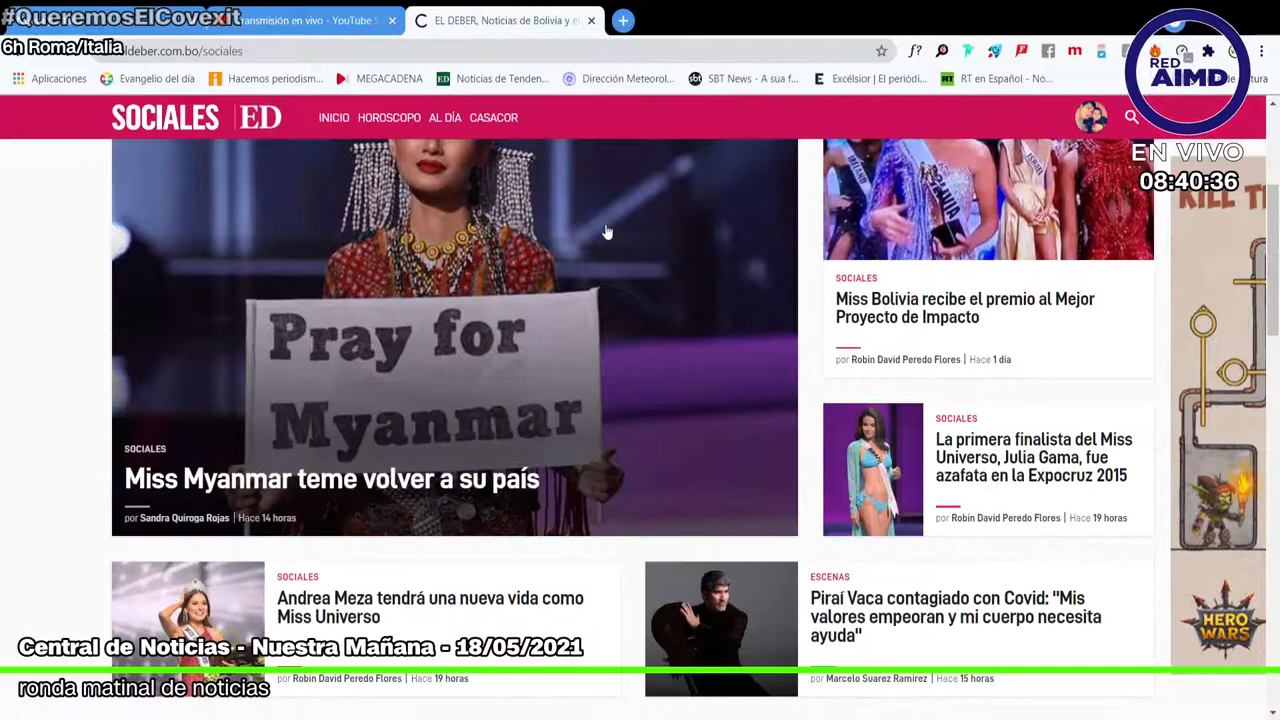 #QueremosElCovexit
6h Roma/Italia
Transmisión en vivo - YouTube S
EL DEBER, Noticias de Bolivia y el
ldeber.com.bo/sociales
Aplicaciones
Evangelio del día
Hacemos periodism...
MEGACADENA
Noticias de Tenden...
Dirección Meteorol...
SBT News - A sua f...
Excélsior | El periódi...
RT en Español - No...
RED
AIMD
EN VIVO
08:40:36
SOCIALES ED
INICIO HOROSCOPO AL DÍA CASACOR
Pray for
Myanmar
SOCIALES
Miss Myanmar teme volver a su país
por Sandra Quiroga Rojas | Hace 14 horas
SOCIALES
Miss Bolivia recibe el premio al Mejor
Proyecto de Impacto
por Robin David Peredo Flores | Hace 1 día
SOCIALES
La primera finalista del Miss
Universo, Julia Gama, fue
azafata en la Expocruz 2015
por Robin David Peredo Flores | Hace 19 horas
SOCIALES
Andrea Meza tendrá una nueva vida como
Miss Universo
por Robin David Peredo Flores | Hace 19 horas
ESCENAS
Piraí Vaca contagiado con Covid: "Mis
valores empeoran y mi cuerpo necesita
ayuda"
por Marcelo Suarez Ramirez | Hace 15 horas
HERO
WARS
Central de Noticias - Nuestra Mañana - 18/05/2021
ronda matinal de noticias